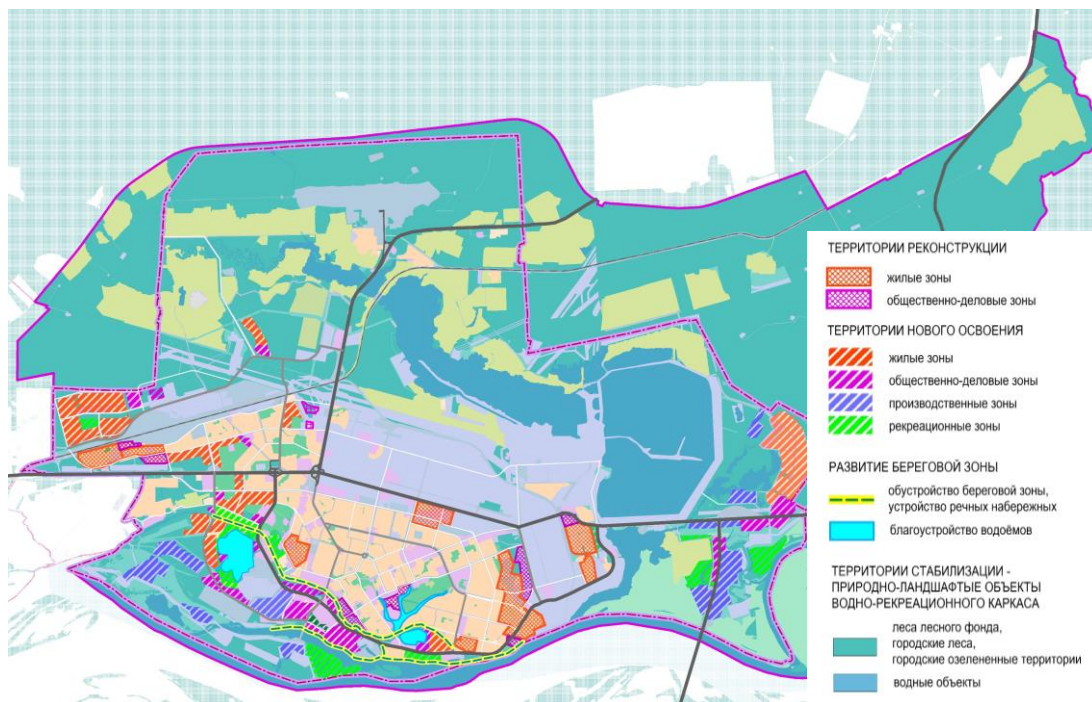 ТЕРРИТОРИИ РЕКОНСТРУКЦИИ
жилые зоны
общественно-деловые зоны
ТЕРРИТОРИИ НОВОГО ОСВОЕНИЯ
жилые зоны
общественно-деловые зоны
производственные зоны
рекреационные зоны
РАЗВИТИЕ БЕРЕГОВОЙ ЗОНЫ
обустройство береговой зоны,
устройство речных набережных
благоустройство водоёмов
ТЕРРИТОРИИ СТАБИЛИЗАЦИИ -
ПРИРОДНО-ЛАНДШАФТНЫЕ ОБЪЕКТЫ
ВОДНО-РЕКРЕАЦИОННОГО КАРКАСА
леса лесного фонда,
городские леса,
городские озелененные территории
водные объекты